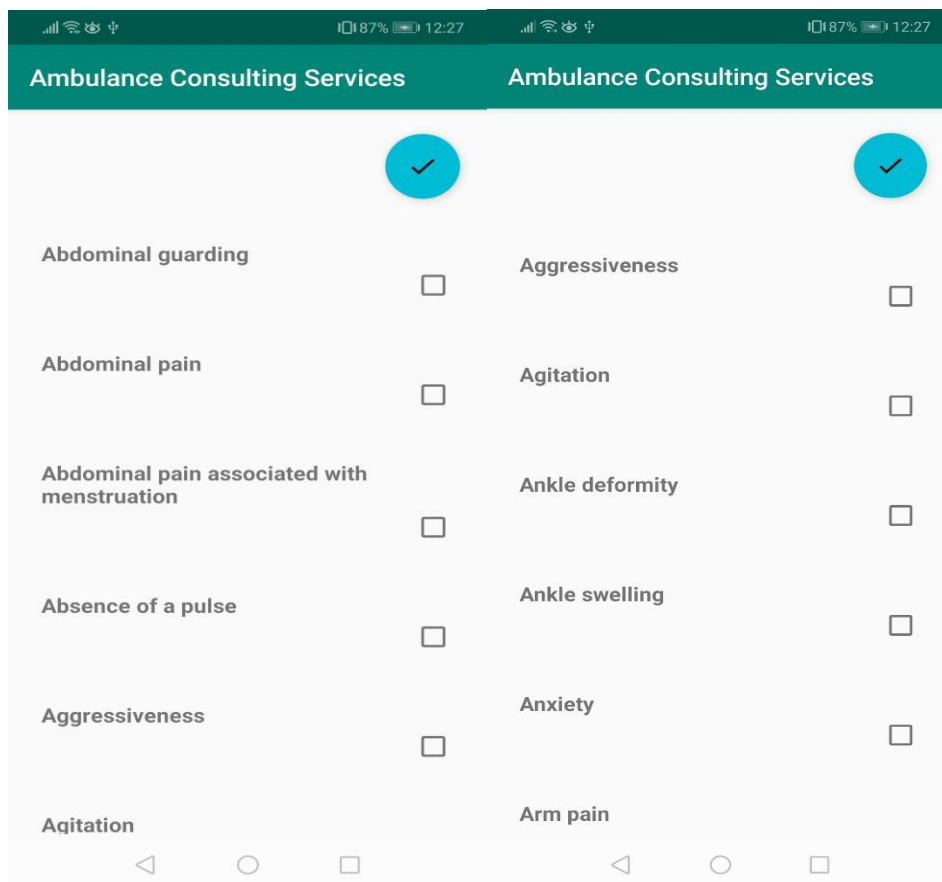 87% 12:27
Ambulance Consulting Services
Abdominal guarding
Abdominal pain
Abdominal pain associated with
menstruation
Absence of a pulse
Aggressiveness
Agitation
87% 12:27
Ambulance Consulting Services
Aggressiveness
Agitation
Ankle deformity
Ankle swelling
Anxiety
Arm pain